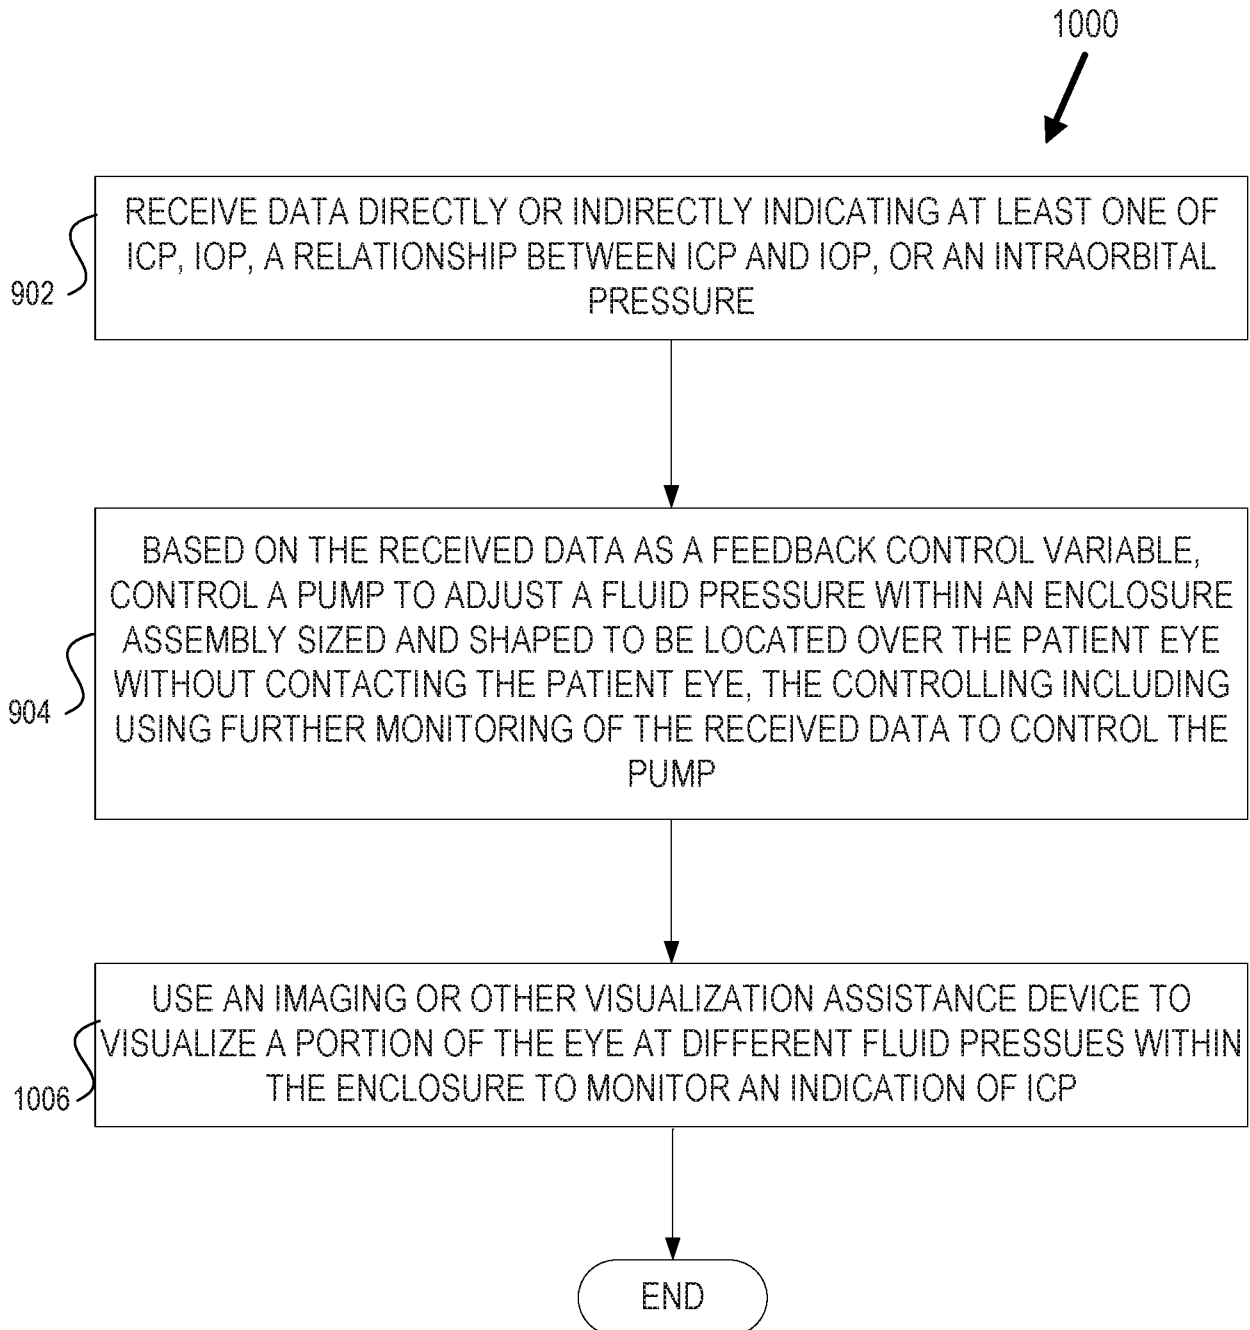 1000
RECEIVE DATA DIRECTLY OR INDIRECTLY INDICATING AT LEAST ONE OF
ICP, IOP, A RELATIONSHIP BETWEEN ICP AND IOP, OR AN INTRAORBITAL
PRESSURE
902
BASED ON THE RECEIVED DATA AS A FEEDBACK CONTROL VARIABLE,
CONTROL A PUMP TO ADJUST A FLUID PRESSURE WITHIN AN ENCLOSURE
ASSEMBLY SIZED AND SHAPED TO BE LOCATED OVER THE PATIENT EYE
WITHOUT CONTACTING THE PATIENT EYE, THE CONTROLLING INCLUDING
USING FURTHER MONITORING OF THE RECEIVED DATA TO CONTROL THE
PUMP
904
USE AN IMAGING OR OTHER VISUALIZATION ASSISTANCE DEVICE TO
VISUALIZE A PORTION OF THE EYE AT DIFFERENT FLUID PRESSUES WITHIN
THE ENCLOSURE TO MONITOR AN INDICATION OF ICP
1006
END